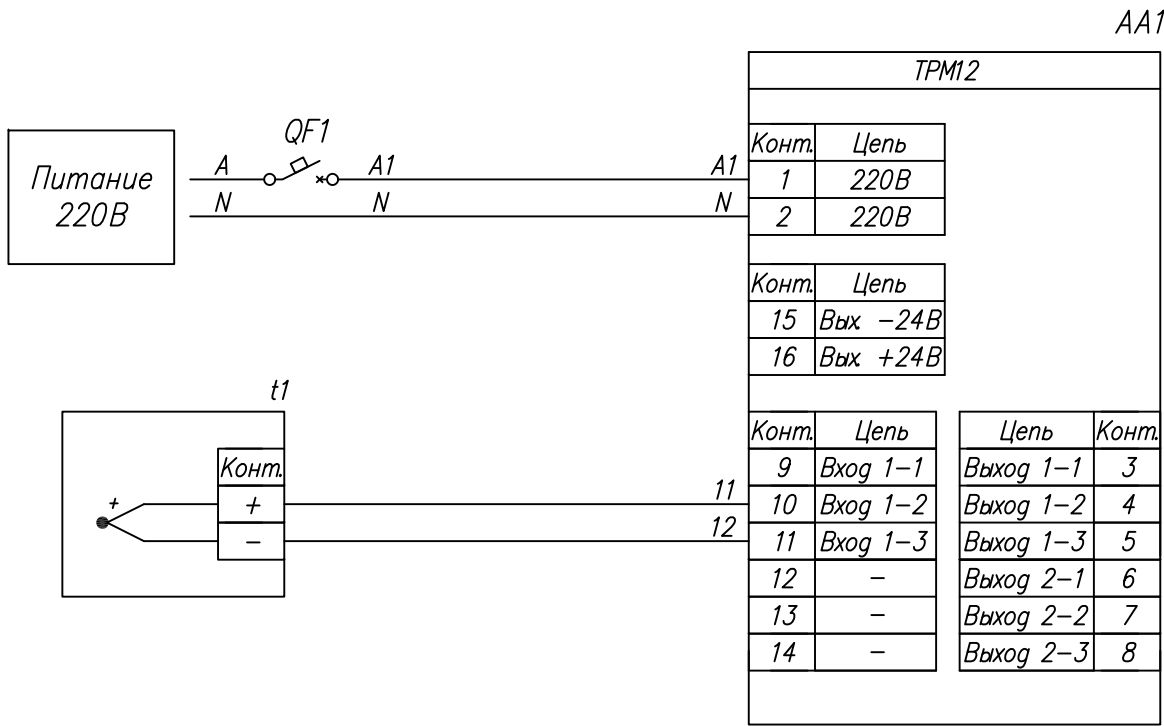 AA1
ТРМ12
Питание
220В
QF1
A
A1
A1
N
N
N
Конт. Цепь
1 220В
2 220В
Конт. Цепь
15 Вых. -24В
16 Вых. +24В
t1
Конт.
+
+
-
11
12
Конт. Цепь
9 Вход 1-1
10 Вход 1-2
11 Вход 1-3
12 -
13 -
14 -
Цепь Конт.
Выход 1-1 3
Выход 1-2 4
Выход 1-3 5
Выход 2-1 6
Выход 2-2 7
Выход 2-3 8